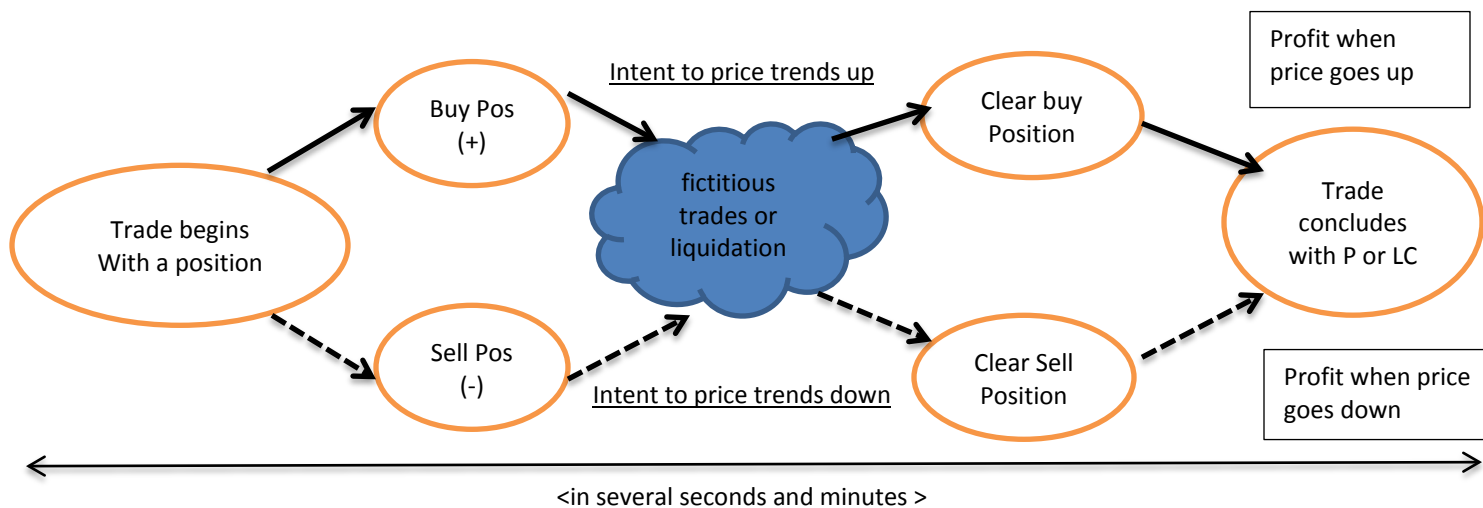 Trade begins
With a position
Buy Pos
(+)
Sell Pos
(-)
Intent to price trends up
fictitious
trades or
liquidation
Intent to price trends down
Clear buy
Position
Clear Sell
Position
Profit when
price goes up
Trade
concludes
with P or LC
Profit when price
goes down
<in several seconds and minutes >